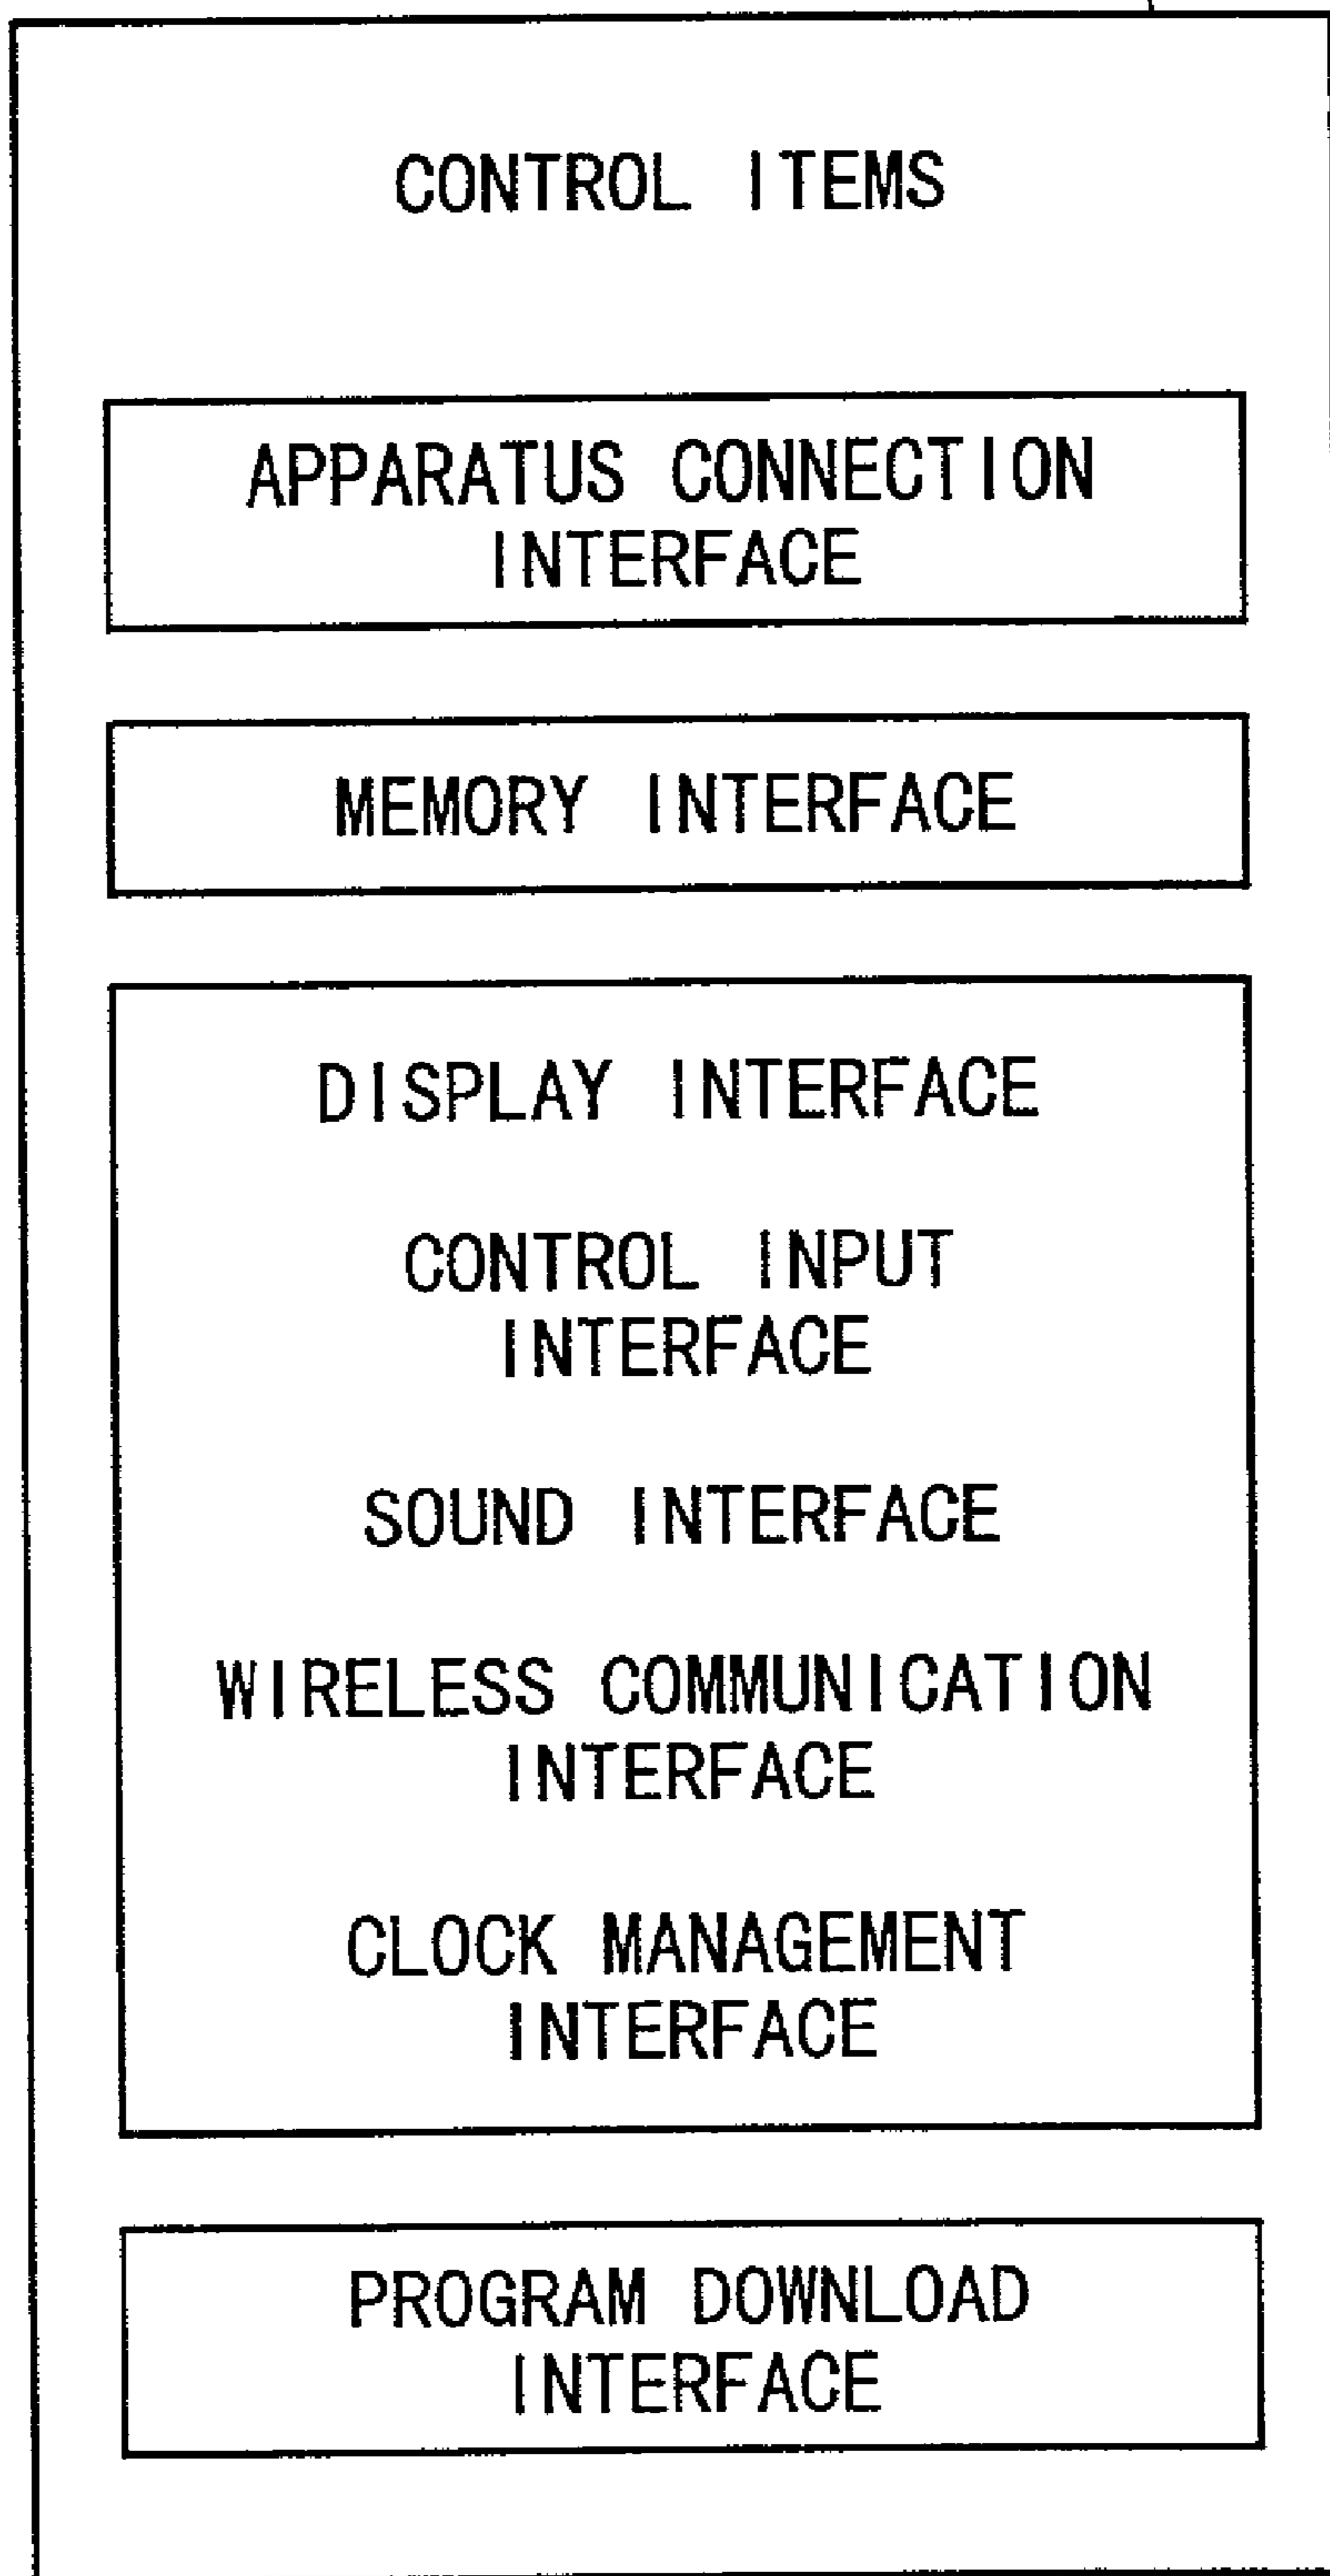 CONTROL ITEMS
APPARATUS CONNECTION
INTERFACE
MEMORY INTERFACE
DISPLAY INTERFACE
CONTROL INPUT
INTERFACE
SOUND INTERFACE
WIRELESS COMMUNICATION
INTERFACE
CLOCK MANAGEMENT
INTERFACE
PROGRAM DOWNLOAD
INTERFACE